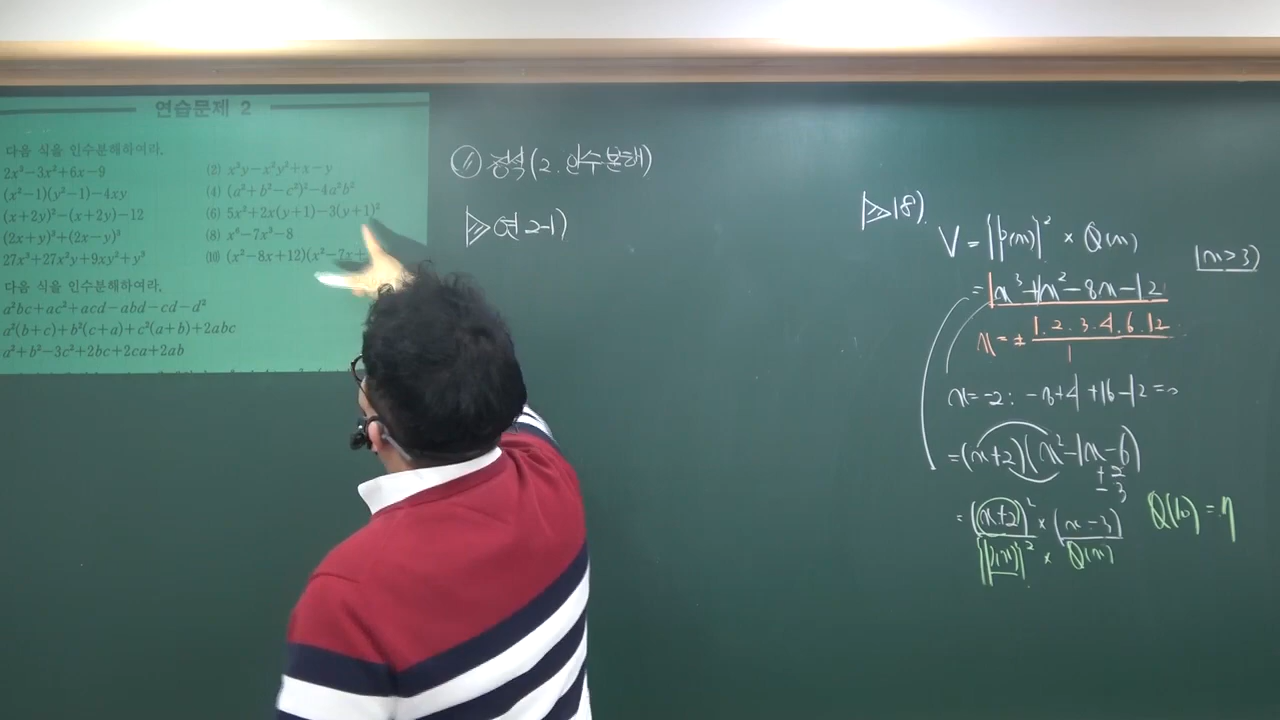 연습문제 2
다음 식을 인수분해하여라.
2x³-3x²+6x-9
(2) x²y-x²y²+x-y
(x²-1)(y²-1)-4xy
(4) (a²+b²-c²)²-4a²b²
(x+2y)²-(x+2y)-12
(6) 5x²+2x(y+1)-3(y+1)²
(2x+y)³+(2x-y)³
(8) x⁶-7x³-8
27x³+27x²y+9xy²+y³
(10) (x²-8x+12)(x²-7x+
다음 식을 인수분해하여라.
a²bc+ac²+acd-abd-cd-d²
a²(b+c)+b²(c+a)+c²(a+b)+2abc
a²+b²-3c²+2bc+2ca+2ab
① 정석(2. 인수분해)
연 2-1)
18).
V = {p(x)}² × Q(x)
(x>3)
= 1x³+1x²-8x-12
x = ± 1.2.3.4.6.12
1
x=-2: -8+4+16-12=0
=(x+2)(x²-1x-6)
+2
-3
= (x+2)² × (x-3)
Q(10) = 7
{p(x)}² × Q(x)